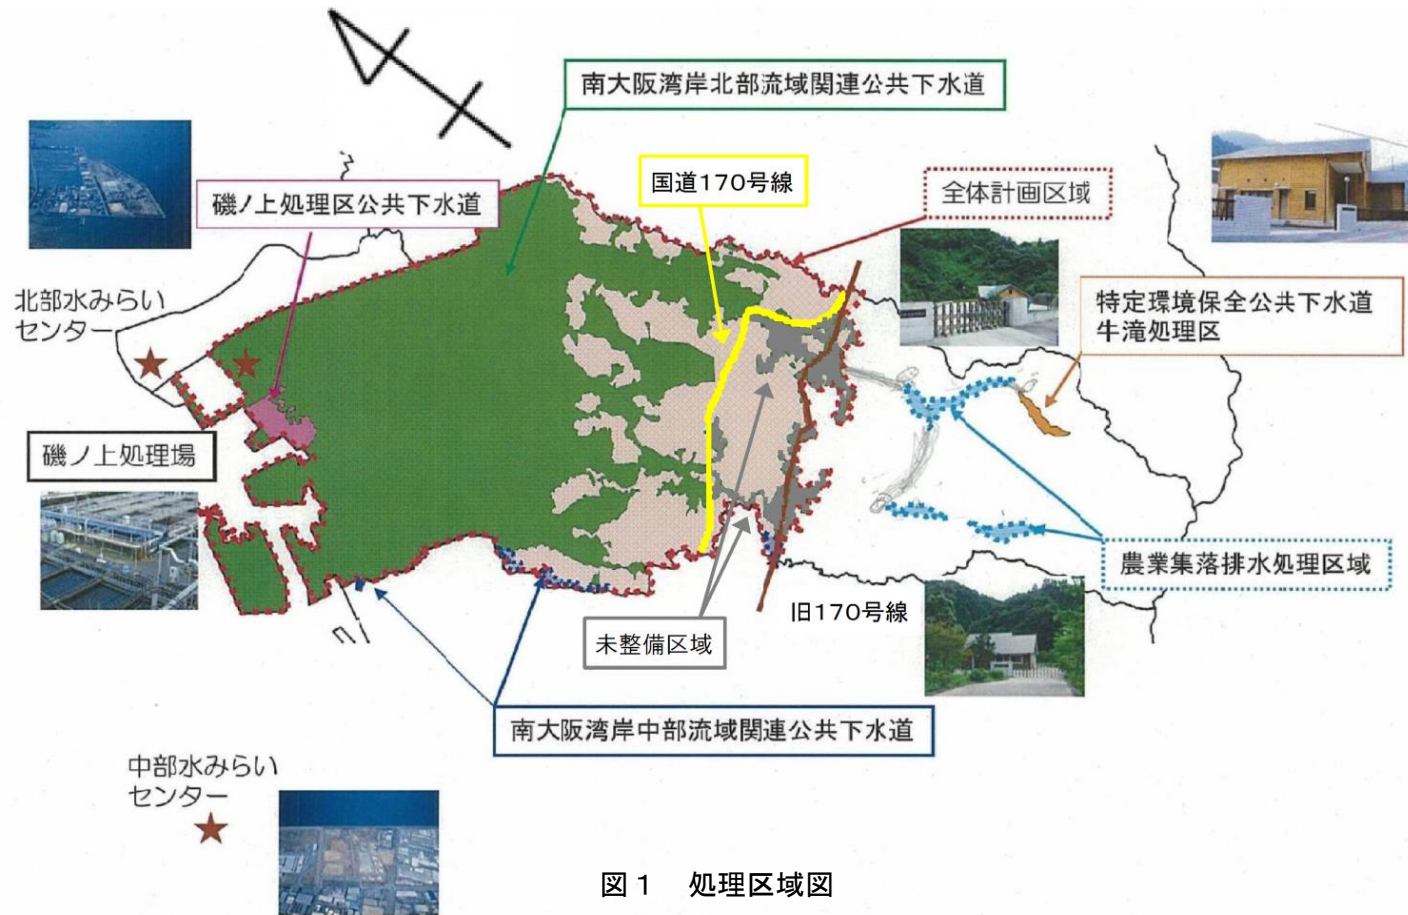 南大阪湾岸北部流域関連公共下水道
国道170号線
磯ノ上処理区公共下水道
全体計画区域
北部水みらい
センター
特定環境保全公共下水道
牛滝処理区
磯ノ上処理場
農業集落排水処理区域
旧170号線
未整備区域
南大阪湾岸中部流域関連公共下水道
中部水みらい
センター
図1 処理区域図